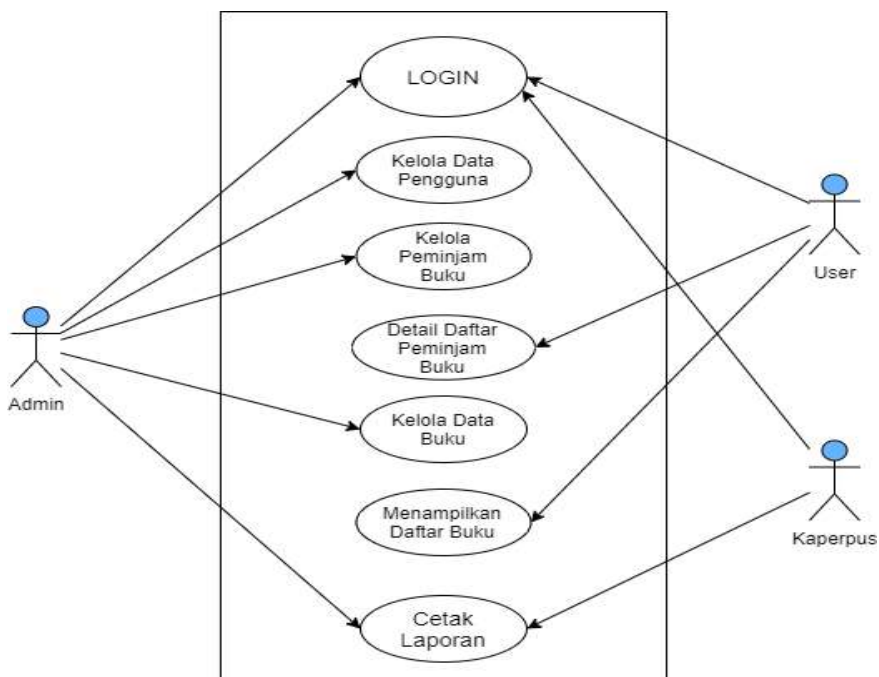 LOGIN
Kelola Data
Pengguna
Kelola
Peminjam
Buku
Detail Daftar
Peminjam
Buku
Kelola Data
Buku
Menampilkan
Daftar Buku
Cetak
Laporan
Admin
User
Kaperpus